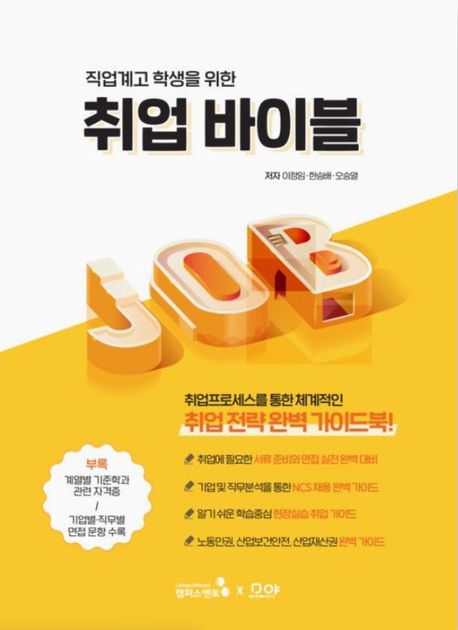 직업계고 학생을 위한
취업 바이블
저자 이정임·한승배·오승열
JOB
취업프로세스를 통한 체계적인
취업 전략 완벽 가이드북!
취업에 필요한 서류 준비와 면접 실전 완벽 대비
기업 및 직무분석을 통한 NCS 채용 완벽 가이드
알기 쉬운 학습중심 현장실습 취업 가이드
노동인권, 산업보건안전, 산업재산권 완벽 가이드
부록
계열별 기준학과
관련 자격증
/
기업별·직무별
면접 문항 수록
CampusMentor
캠퍼스멘토 X 모야